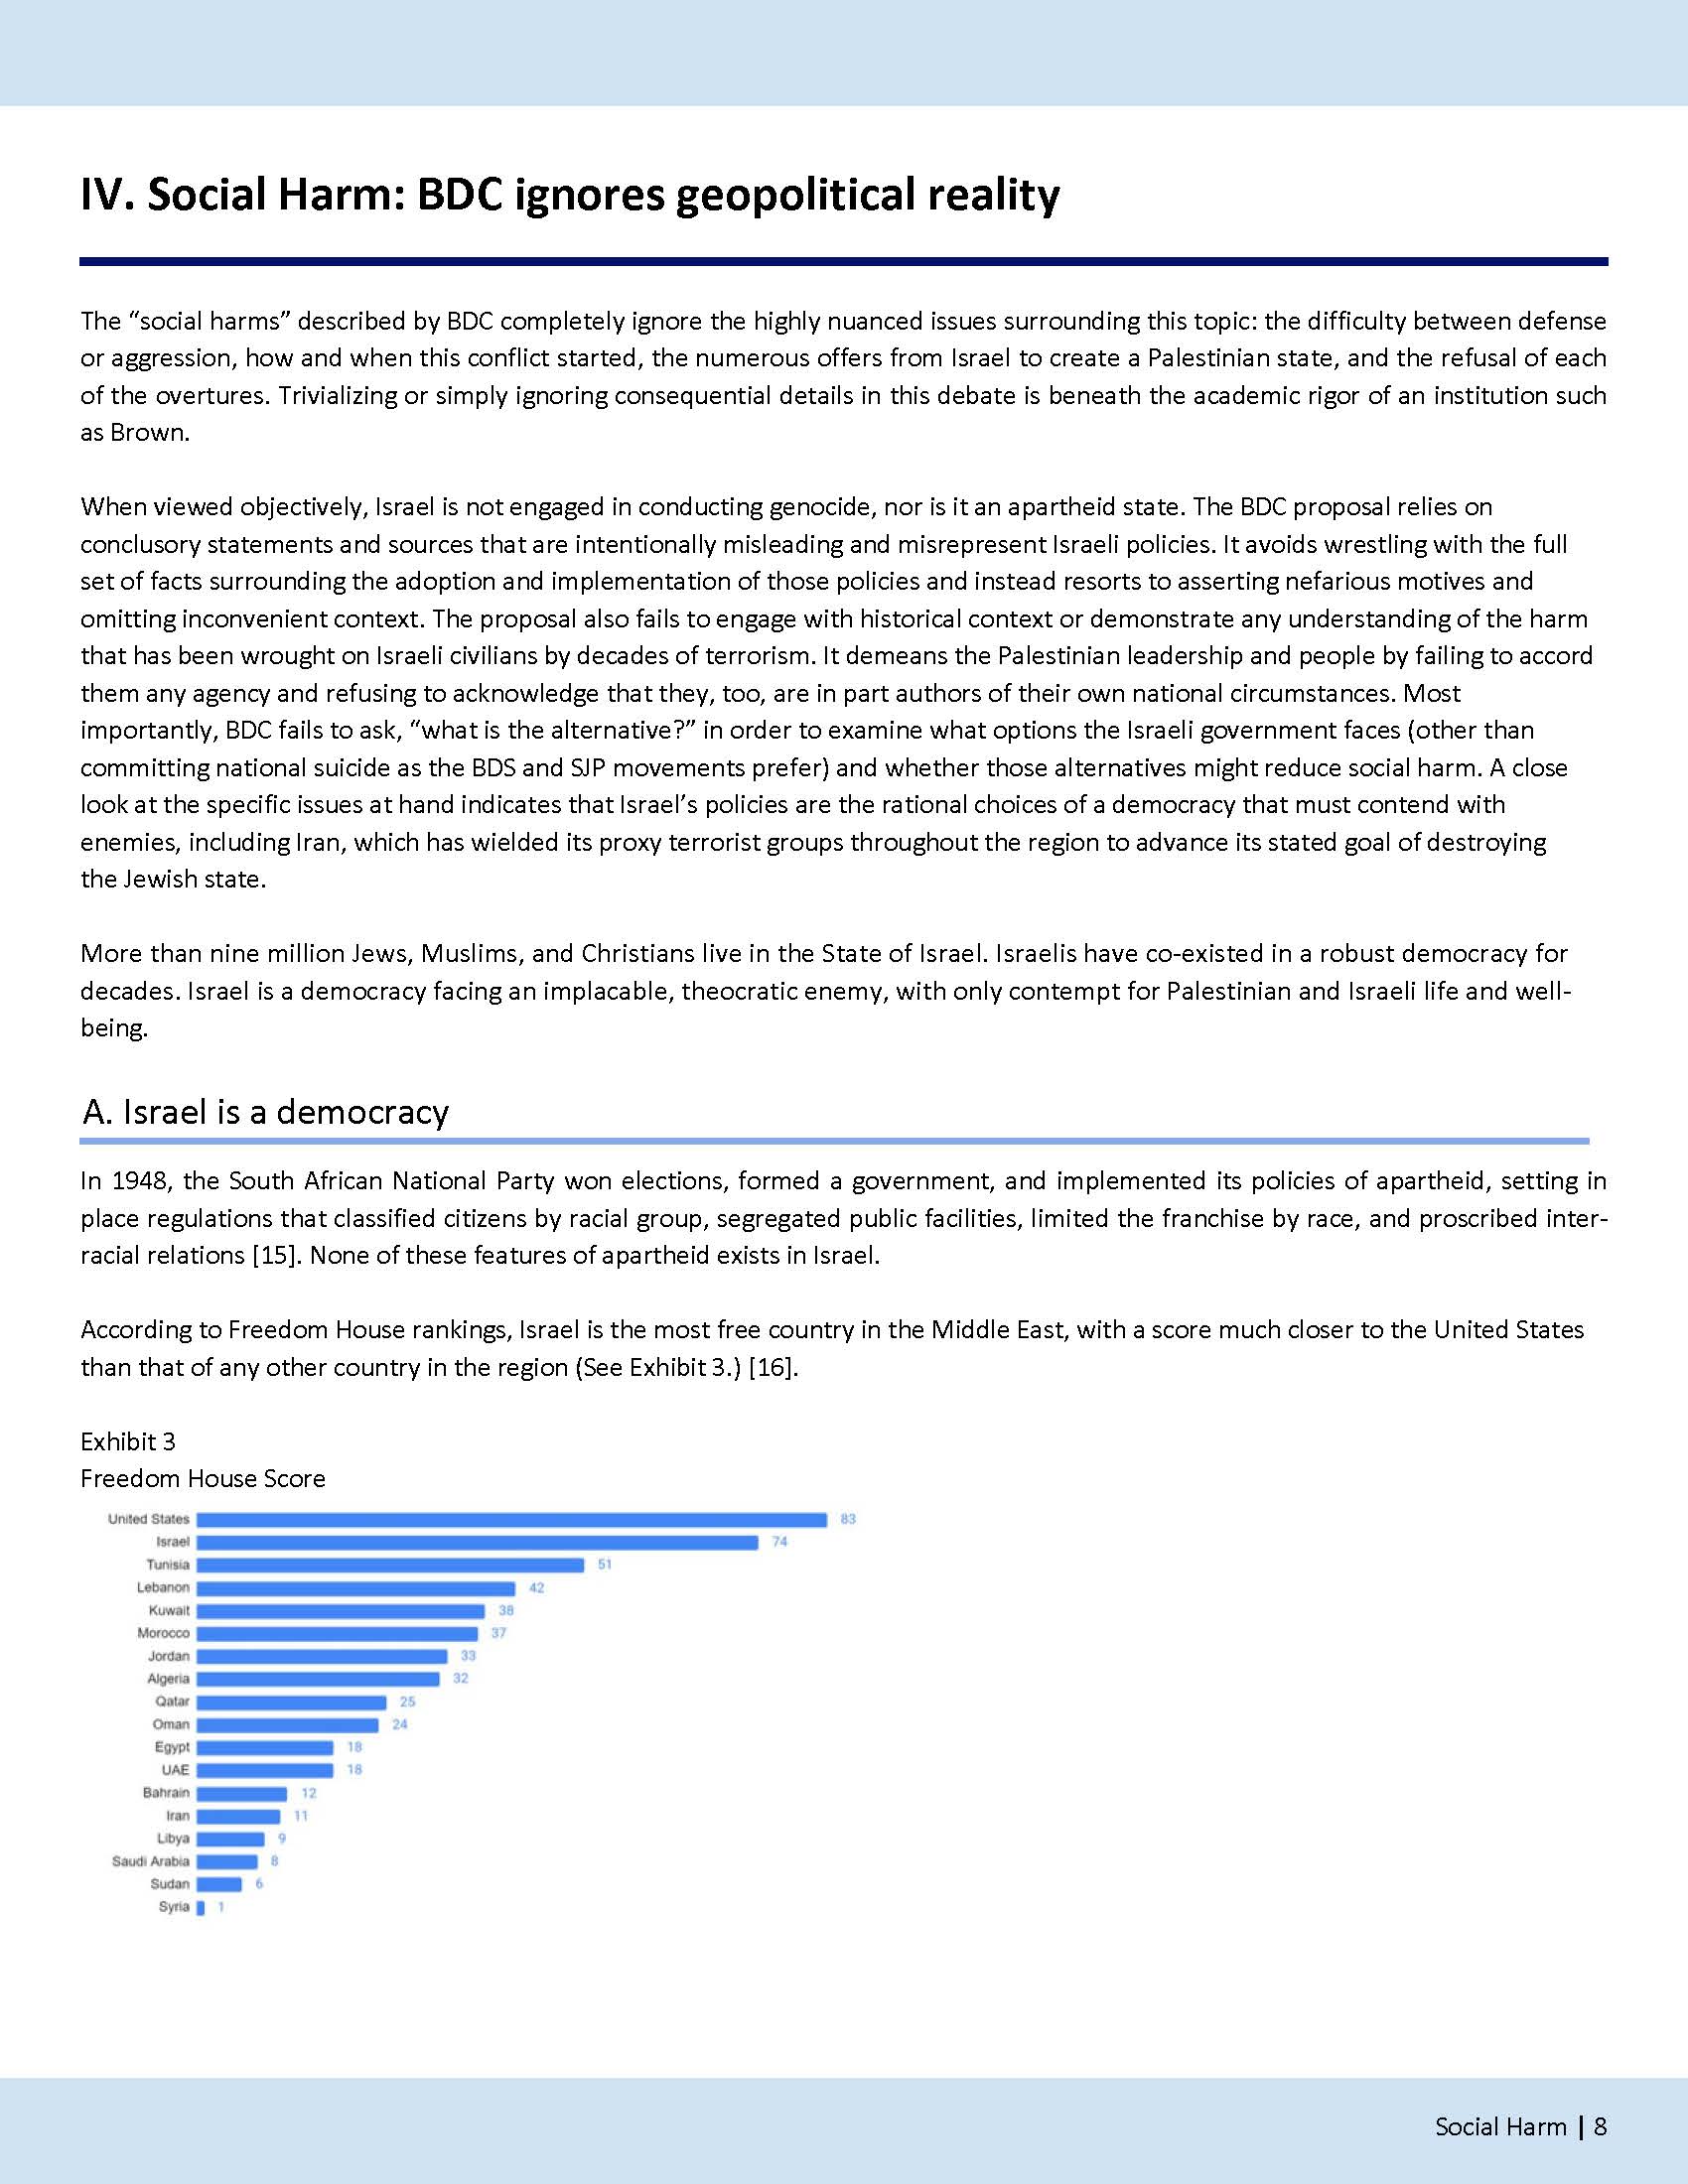 IV. Social Harm: BDC ignores geopolitical reality
The “social harms” described by BDC completely ignore the highly nuanced issues surrounding this topic: the difficulty between defense
or aggression, how and when this conflict started, the numerous offers from Israel to create a Palestinian state, and the refusal of each
of the overtures. Trivializing or simply ignoring consequential details in this debate is beneath the academic rigor of an institution such
as Brown.
When viewed objectively, Israel is not engaged in conducting genocide, nor is it an apartheid state. The BDC proposal relies on
conclusory statements and sources that are intentionally misleading and misrepresent Israeli policies. It avoids wrestling with the full
set of facts surrounding the adoption and implementation of those policies and instead resorts to asserting nefarious motives and
omitting inconvenient context. The proposal also fails to engage with historical context or demonstrate any understanding of the harm
that has been wrought on Israeli civilians by decades of terrorism. It demeans the Palestinian leadership and people by failing to accord
them any agency and refusing to acknowledge that they, too, are in part authors of their own national circumstances. Most
importantly, BDC fails to ask, “what is the alternative?” in order to examine what options the Israeli government faces (other than
committing national suicide as the BDS and SJP movements prefer) and whether those alternatives might reduce social harm. A close
look at the specific issues at hand indicates that Israel’s policies are the rational choices of a democracy that must contend with
enemies, including Iran, which has wielded its proxy terrorist groups throughout the region to advance its stated goal of destroying
the Jewish state.
More than nine million Jews, Muslims, and Christians live in the State of Israel. Israelis have co-existed in a robust democracy for
decades. Israel is a democracy facing an implacable, theocratic enemy, with only contempt for Palestinian and Israeli life and well-
being.
A. Israel is a democracy
In 1948, the South African National Party won elections, formed a government, and implemented its policies of apartheid, setting in
place regulations that classified citizens by racial group, segregated public facilities, limited the franchise by race, and proscribed inter-
racial relations [15]. None of these features of apartheid exists in Israel.
According to Freedom House rankings, Israel is the most free country in the Middle East, with a score much closer to the United States
than that of any other country in the region (See Exhibit 3.) [16].
Exhibit 3
Freedom House Score
United States 83
Israel 74
Tunisia 51
Lebanon 42
Kuwait 38
Morocco 37
Jordan 33
Algeria 32
Qatar 25
Oman 24
Egypt 18
UAE 18
Bahrain 12
Iran 11
Libya 9
Saudi Arabia 8
Sudan 6
Syria 1
Social Harm | 8